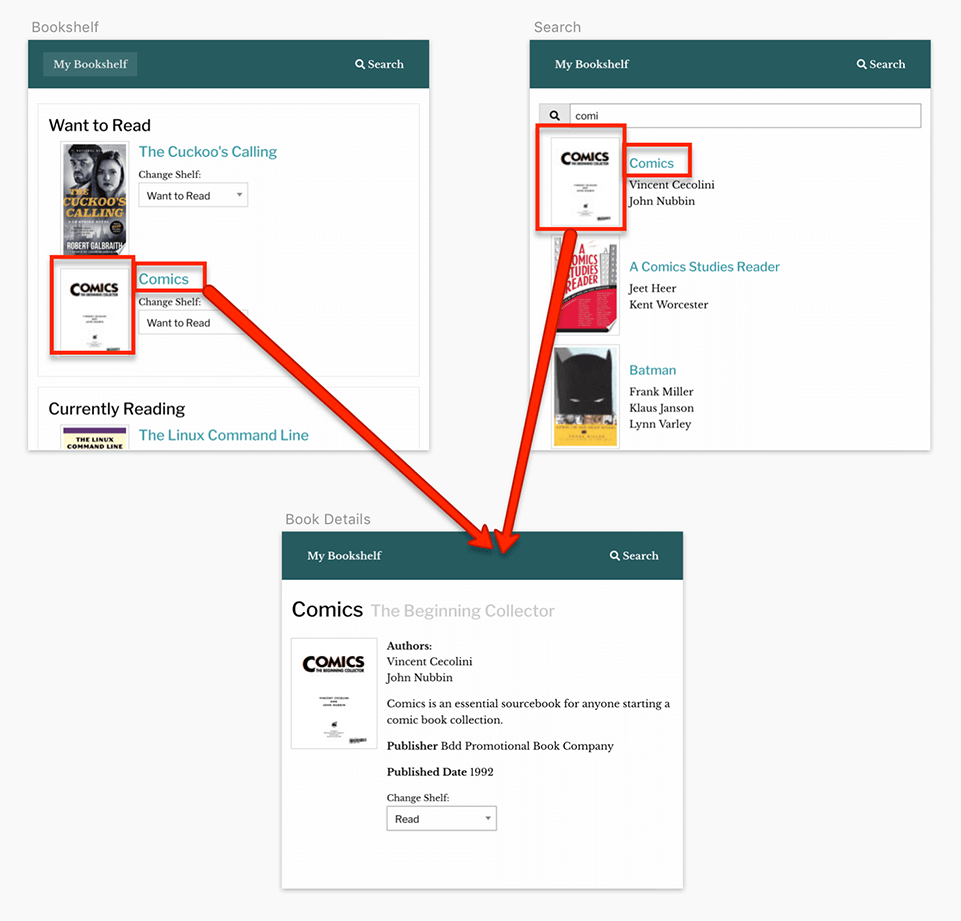 Bookshelf
My Bookshelf
Search
Want to Read
The Cuckoo's Calling
Change Shelf:
Want to Read
THE
CUCKOO'S
CALLING
ROBERT GALBRAITH
Comics
Change Shelf:
Want to Read
COMICS
THE BEGINNING COLLECTOR
Currently Reading
The Linux Command Line
THE LINUX
COMMAND LINE
Search
My Bookshelf
Search
comi
COMICS
THE BEGINNING COLLECTOR
Comics
Vincent Cecolini
John Nubbin
A
COMICS
STUDIES
READER
A Comics Studies Reader
Jeet Heer
Kent Worcester
Batman
Frank Miller
Klaus Janson
Lynn Varley
Book Details
My Bookshelf
Search
Comics The Beginning Collector
COMICS
THE BEGINNING COLLECTOR
VINCENT CECOLINI
AND
JOHN NUBBIN
Authors:
Vincent Cecolini
John Nubbin
Comics is an essential sourcebook for anyone starting a
comic book collection.
Publisher Bdd Promotional Book Company
Published Date 1992
Change Shelf:
Read